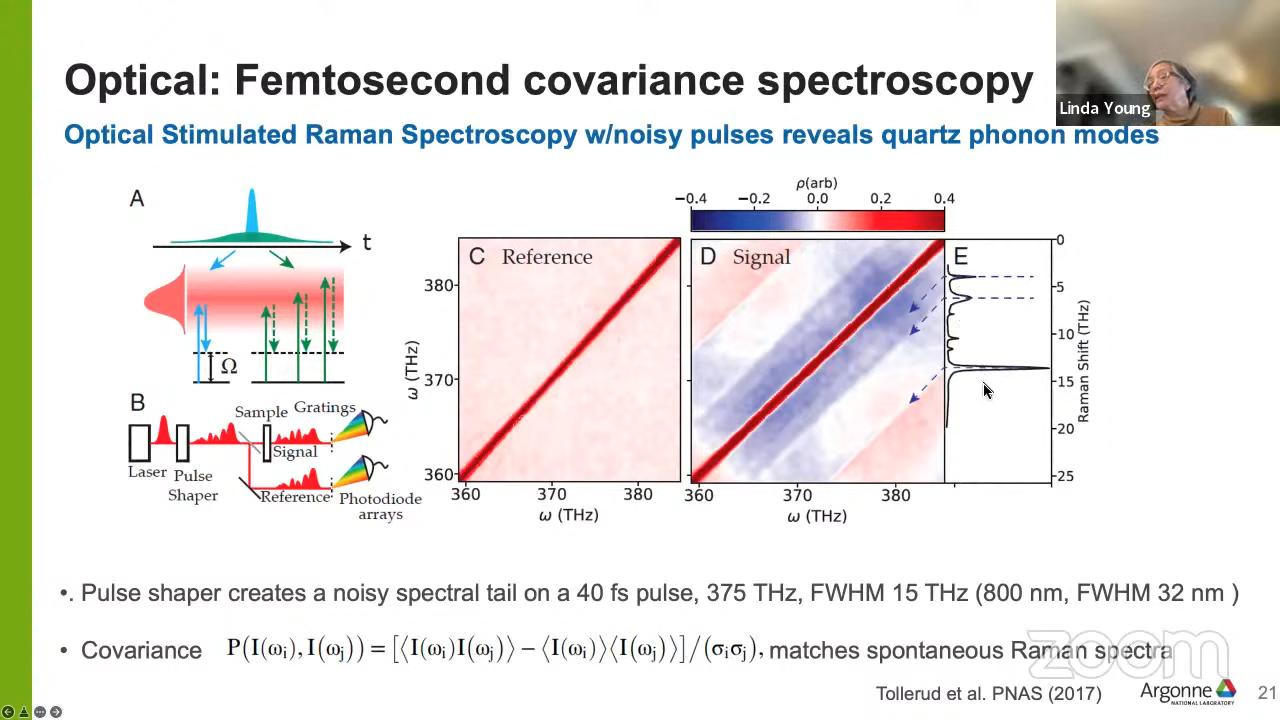 Optical: Femtosecond covariance spectroscopy
Linda Young
Optical Stimulated Raman Spectroscopy w/noisy pulses reveals quartz phonon modes
A
t
Ω
B
Laser
Pulse
Shaper
Sample
Gratings
Signal
Reference
Photodiode
arrays
ρ(arb)
−0.4 −0.2 0.0 0.2 0.4
C Reference
380
370
360
ω (THz)
360 370 380
ω (THz)
D Signal
360 370 380
ω (THz)
E
0
5
10
15
20
25
Raman Shift (THz)
•. Pulse shaper creates a noisy spectral tail on a 40 fs pulse, 375 THz, FWHM 15 THz (800 nm, FWHM 32 nm )
• Covariance P(I(ωi), I(ωj)) = [⟨I(ωi)I(ωj)⟩ − ⟨I(ωi)⟩⟨I(ωj)⟩]/(σiσj), matches spontaneous Raman spectra
zoom
Tollerud et al. PNAS (2017)
Argonne
NATIONAL LABORATORY
21